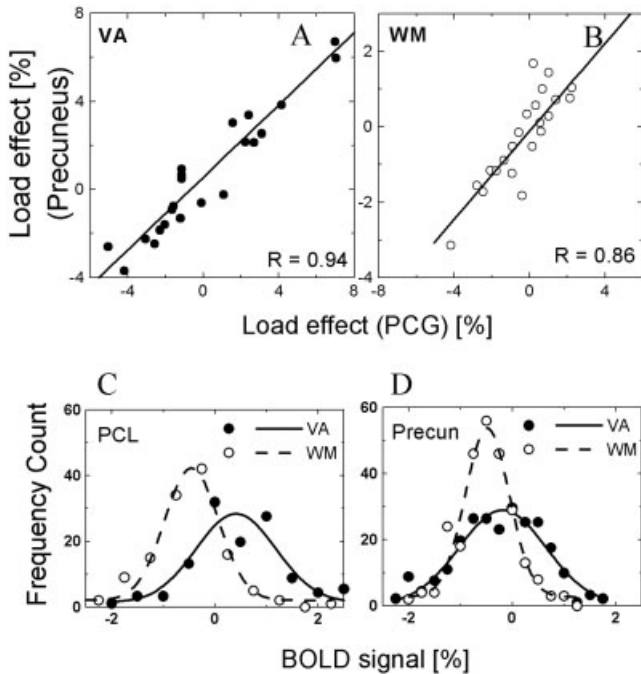 VA
A
WM
B
Load effect [%]
(Precuneus)
8
4
0
-4
-4
0
4
8
R = 0.94
2
0
-2
-4
-8
-4
0
4
R = 0.86
Load effect (PCG) [%]
C
D
Frequency Count
60
40
20
0
PCL
VA
WM
-2
0
2
60
40
20
0
Precun
VA
WM
-2
0
2
BOLD signal [%]